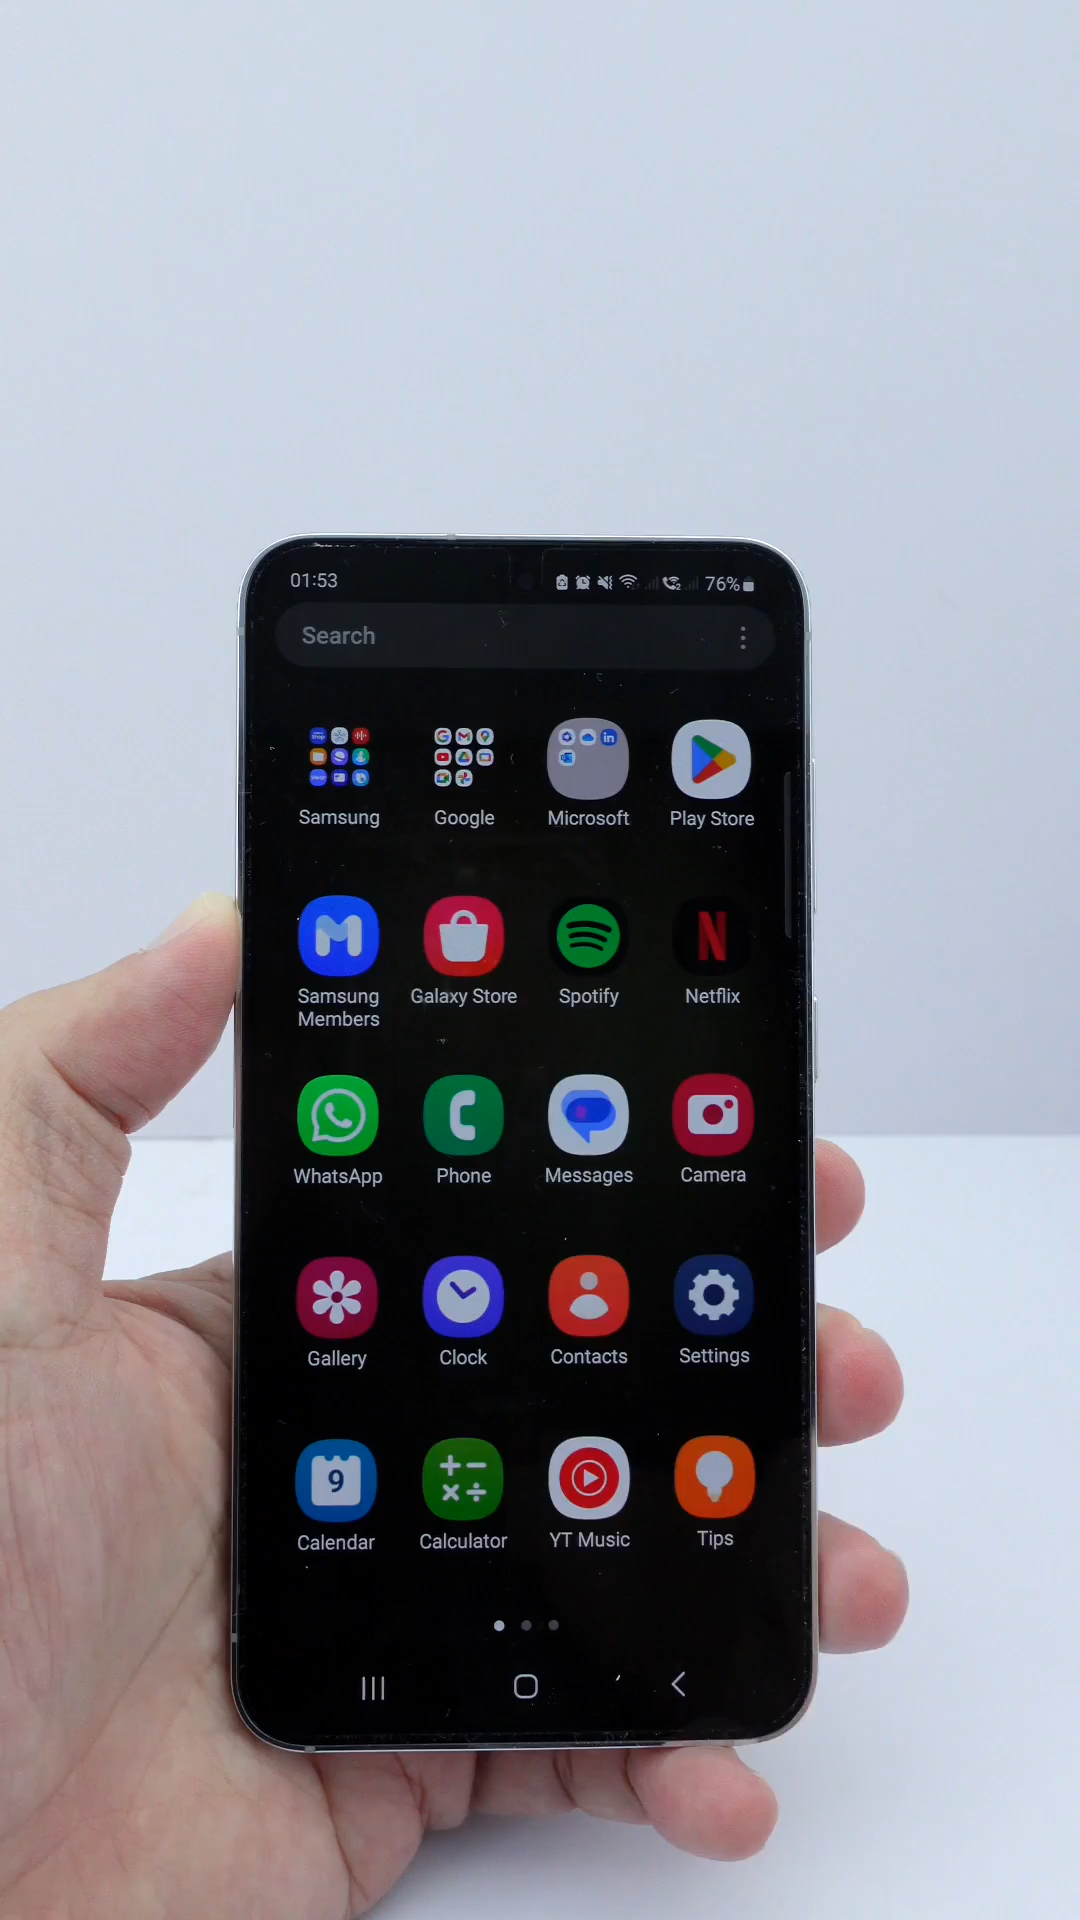 01:53
76%
Search
Samsung
Google
Microsoft
Play Store
Samsung
Members
Galaxy Store
Spotify
Netflix
WhatsApp
Phone
Messages
Camera
Gallery
Clock
Contacts
Settings
9
Calendar
Calculator
YT Music
Tips